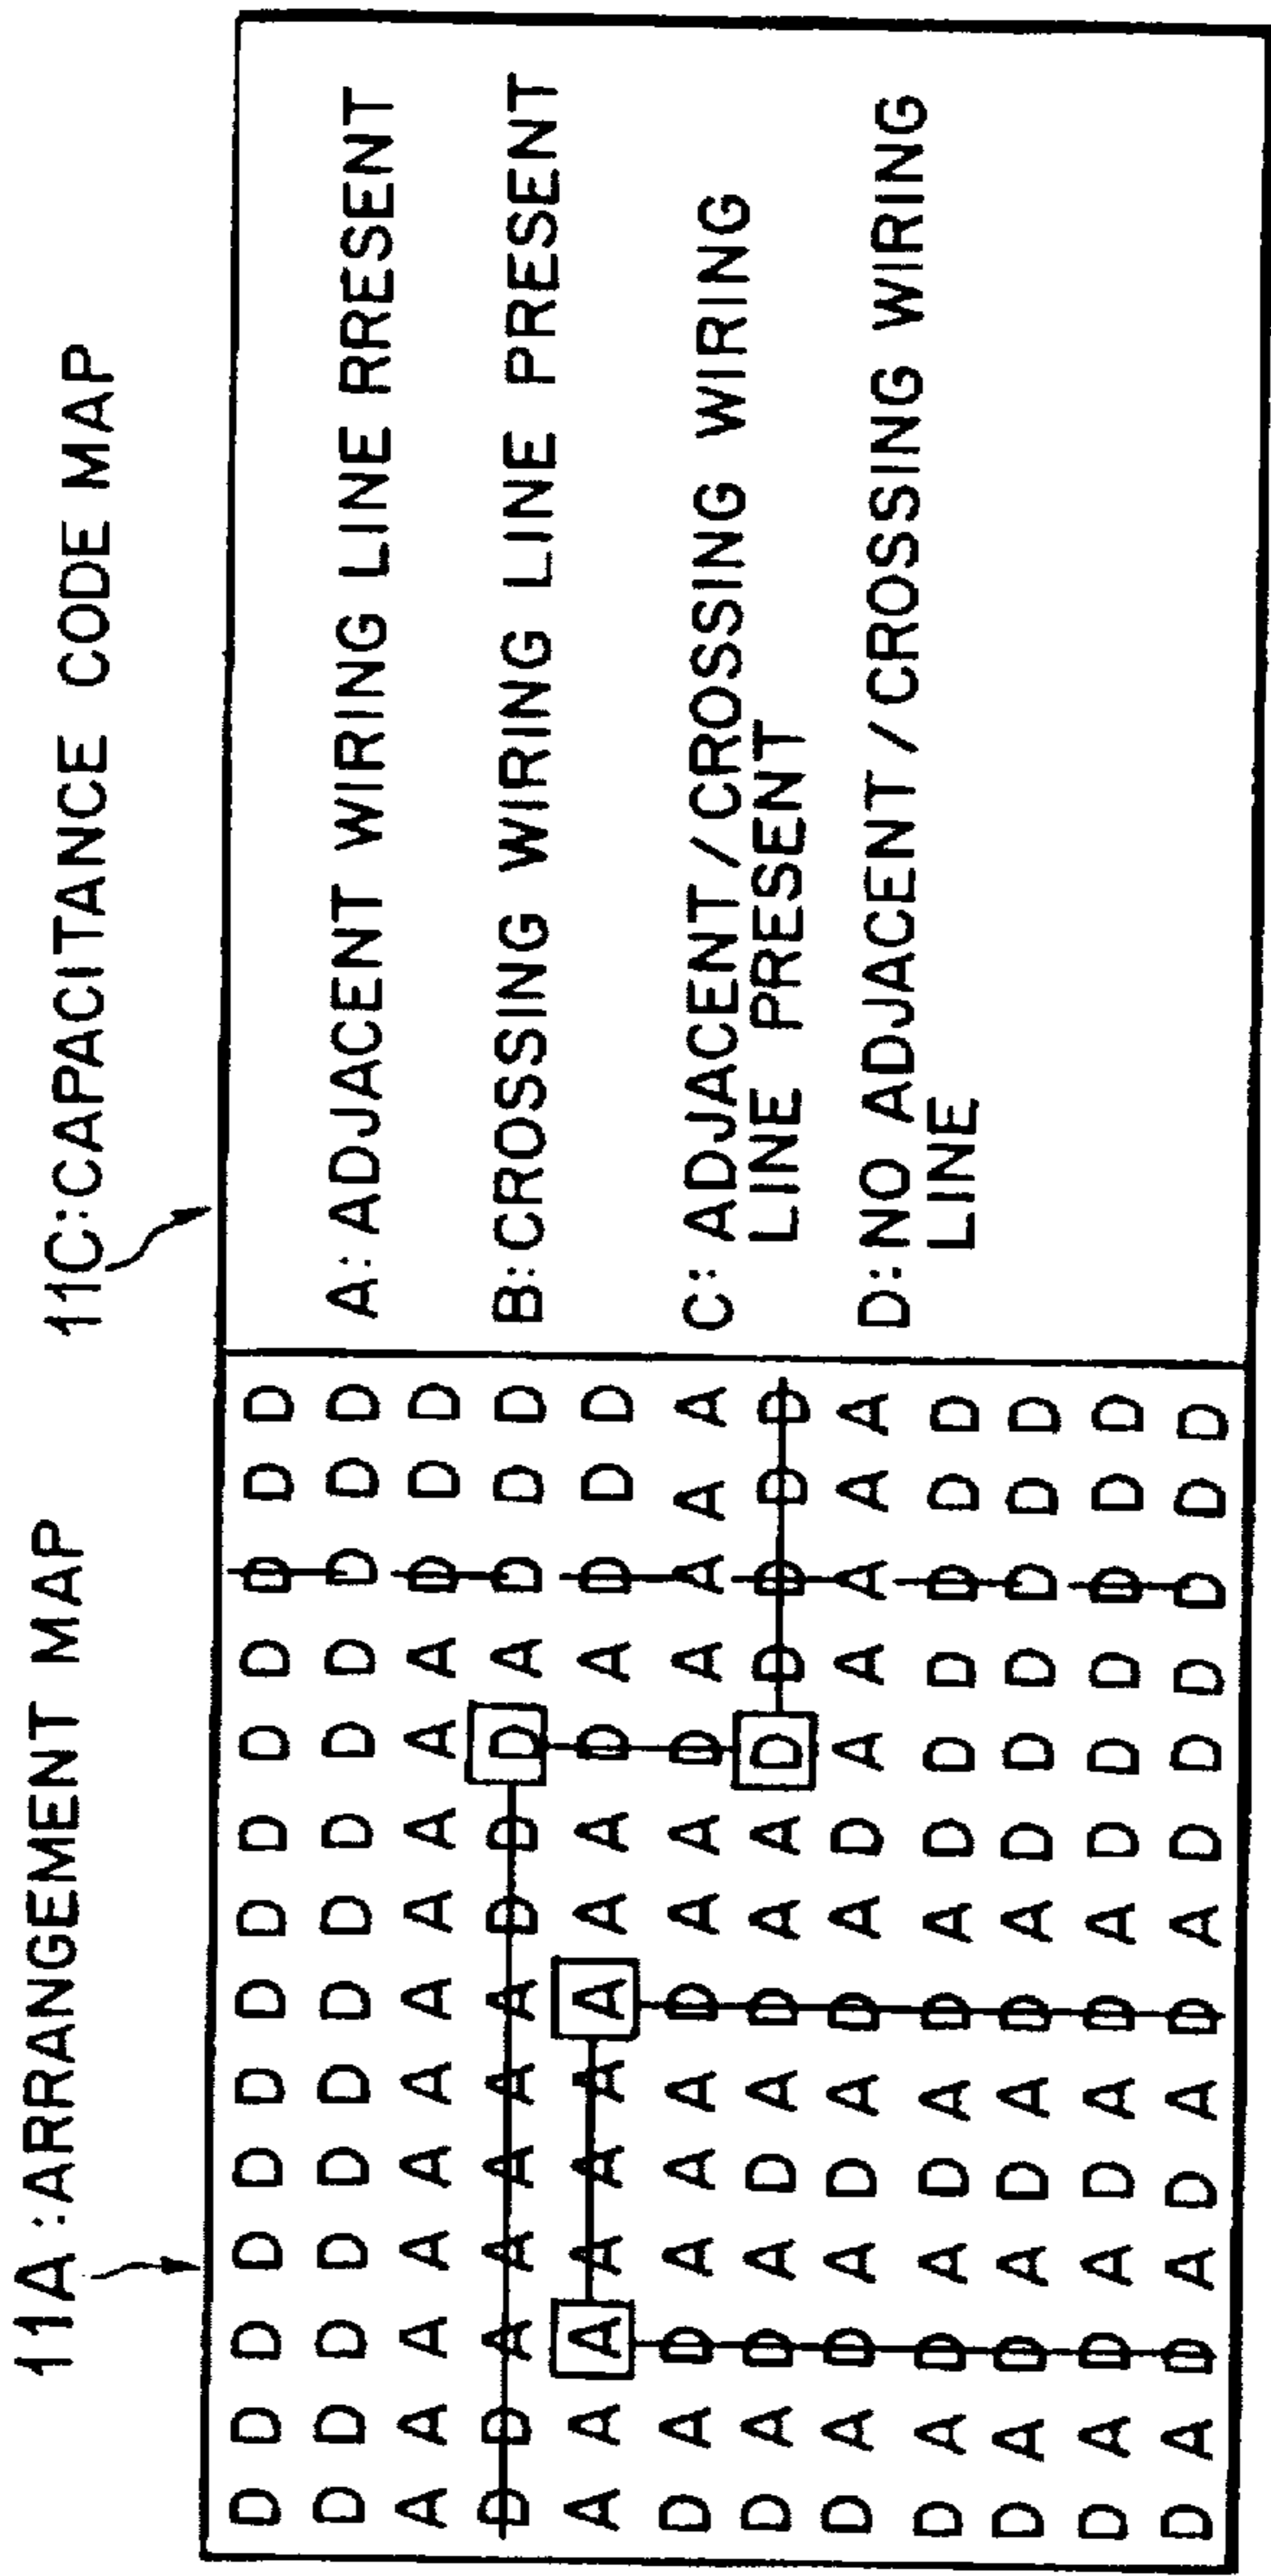 11A:ARRANGEMENT MAP
11C:CAPACITANCE CODE MAP
D D D D D D D D D D D D D D
D D D D D D D D D D D D D D
A A A A A A A A A A A D D D
D D A A A A A D D D A D D D
A A A A A A A A A D A D D D
D A D A A A D A A D A A A A
D A D A D A D A A D D D D D
D A D A D A D A D A A A A A
D A D A D A D A D D D D D D
D A D A D A D A D D D D D D
D A D A D A D A D D D D D D
D A D A D A D A D D D D D D
A: ADJACENT WIRING LINE RRESENT
B:CROSSING WIRING LINE PRESENT
C: ADJACENT/CROSSING WIRING
LINE PRESENT
D:NO ADJACENT/CROSSING WIRING
LINE